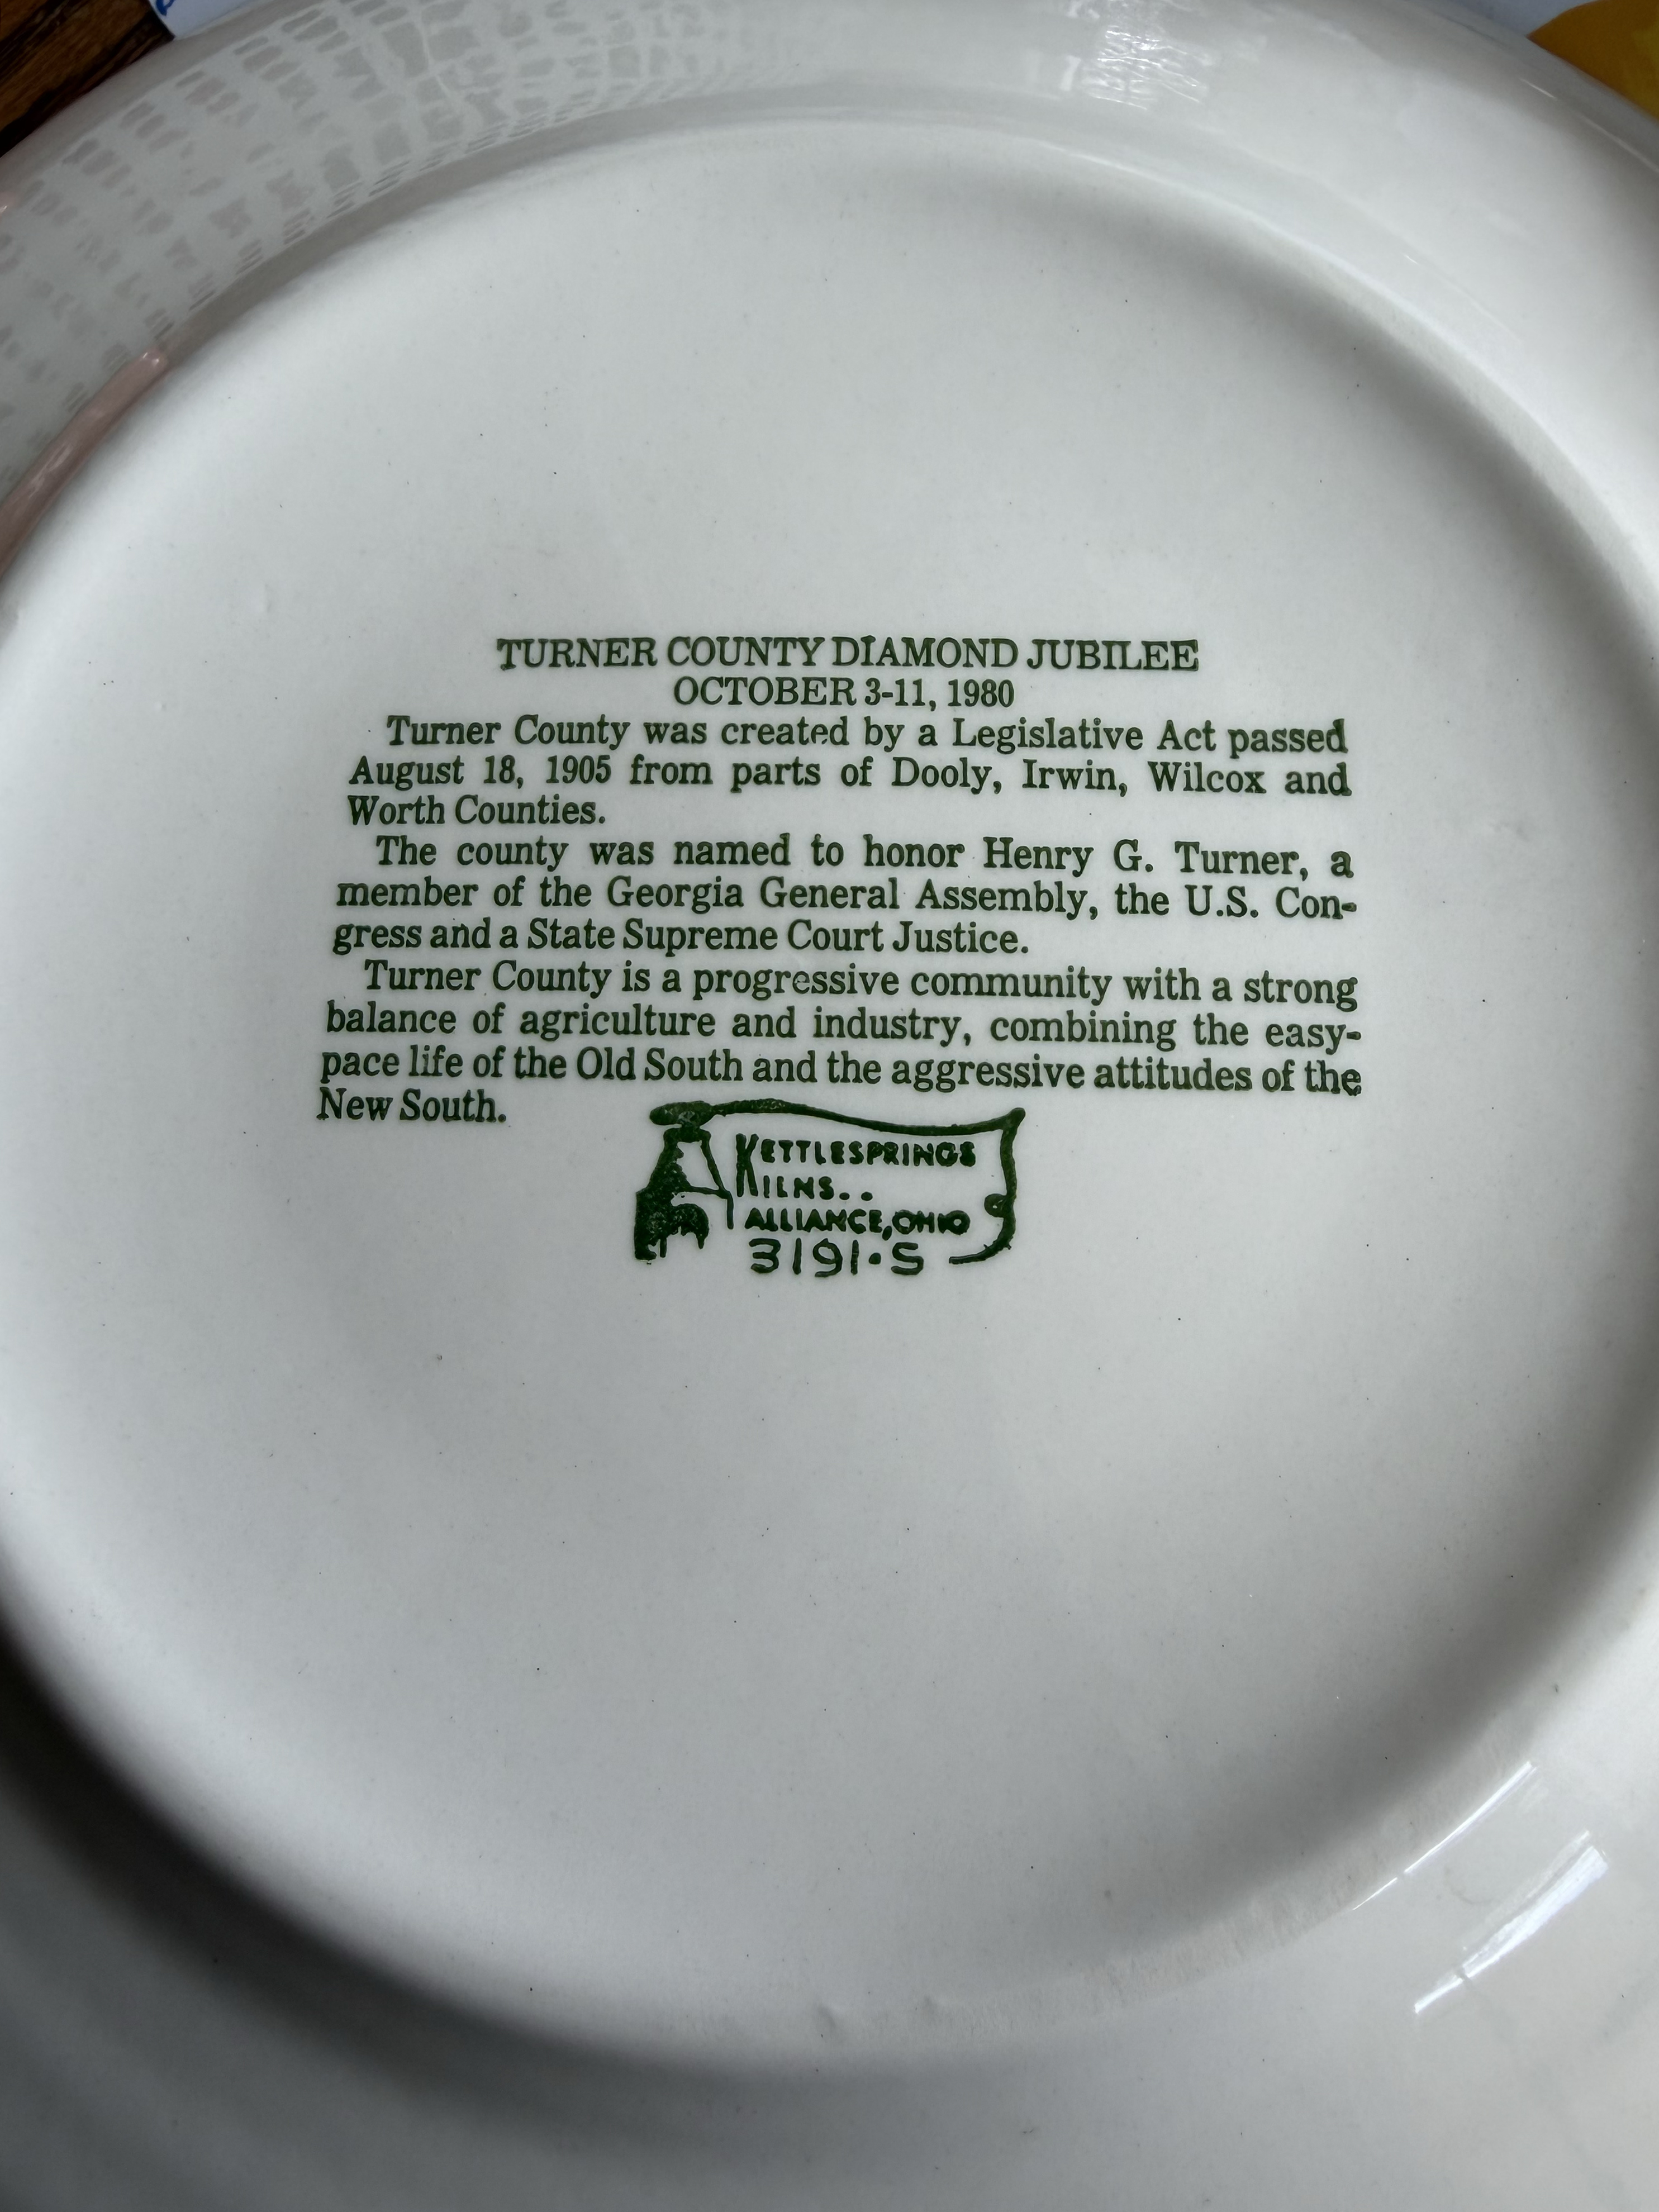 TURNER COUNTY DIAMOND JUBILEE
OCTOBER 3-11, 1980
Turner County was created by a Legislative Act passed
August 18, 1905 from parts of Dooly, Irwin, Wilcox and
Worth Counties.
The county was named to honor Henry G. Turner, a
member of the Georgia General Assembly, the U.S. Con-
gress and a State Supreme Court Justice.
Turner County is a progressive community with a strong
balance of agriculture and industry, combining the easy-
pace life of the Old South and the aggressive attitudes of the
New South.
KETTLESPRINGS
KILNS..
ALLIANCE, OHIO
3191·S